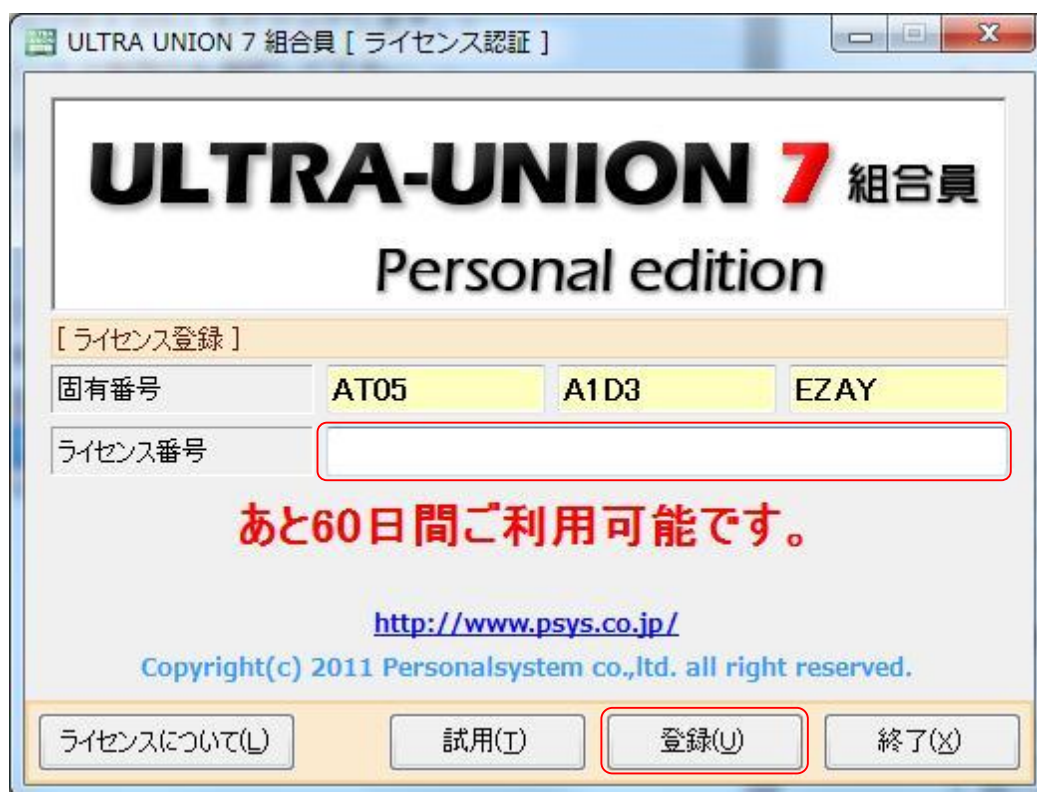 ULTRA UNION 7 組合員 [ ライセンス認証 ]
ULTRA-UNION 7 組合員
Personal edition
[ ライセンス登録 ]
固有番号 AT05 A1D3 EZAY
ライセンス番号
あと60日間ご利用可能です。
http://www.psys.co.jp/
Copyright(c) 2011 Personalsystem co.,ltd. all right reserved.
ライセンスについて(L) 試用(T) 登録(U) 終了(X)